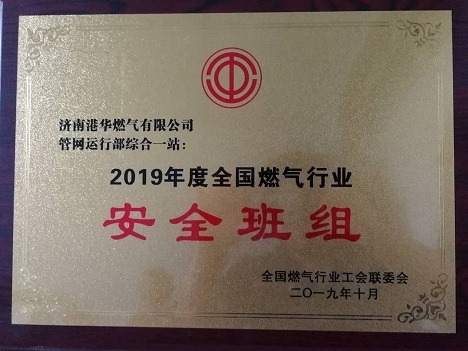 济南港华燃气有限公司
管网运行部综合一站：
2019年度全国燃气行业
安全班组
全国燃气行业工会联委会
二〇一九年十月